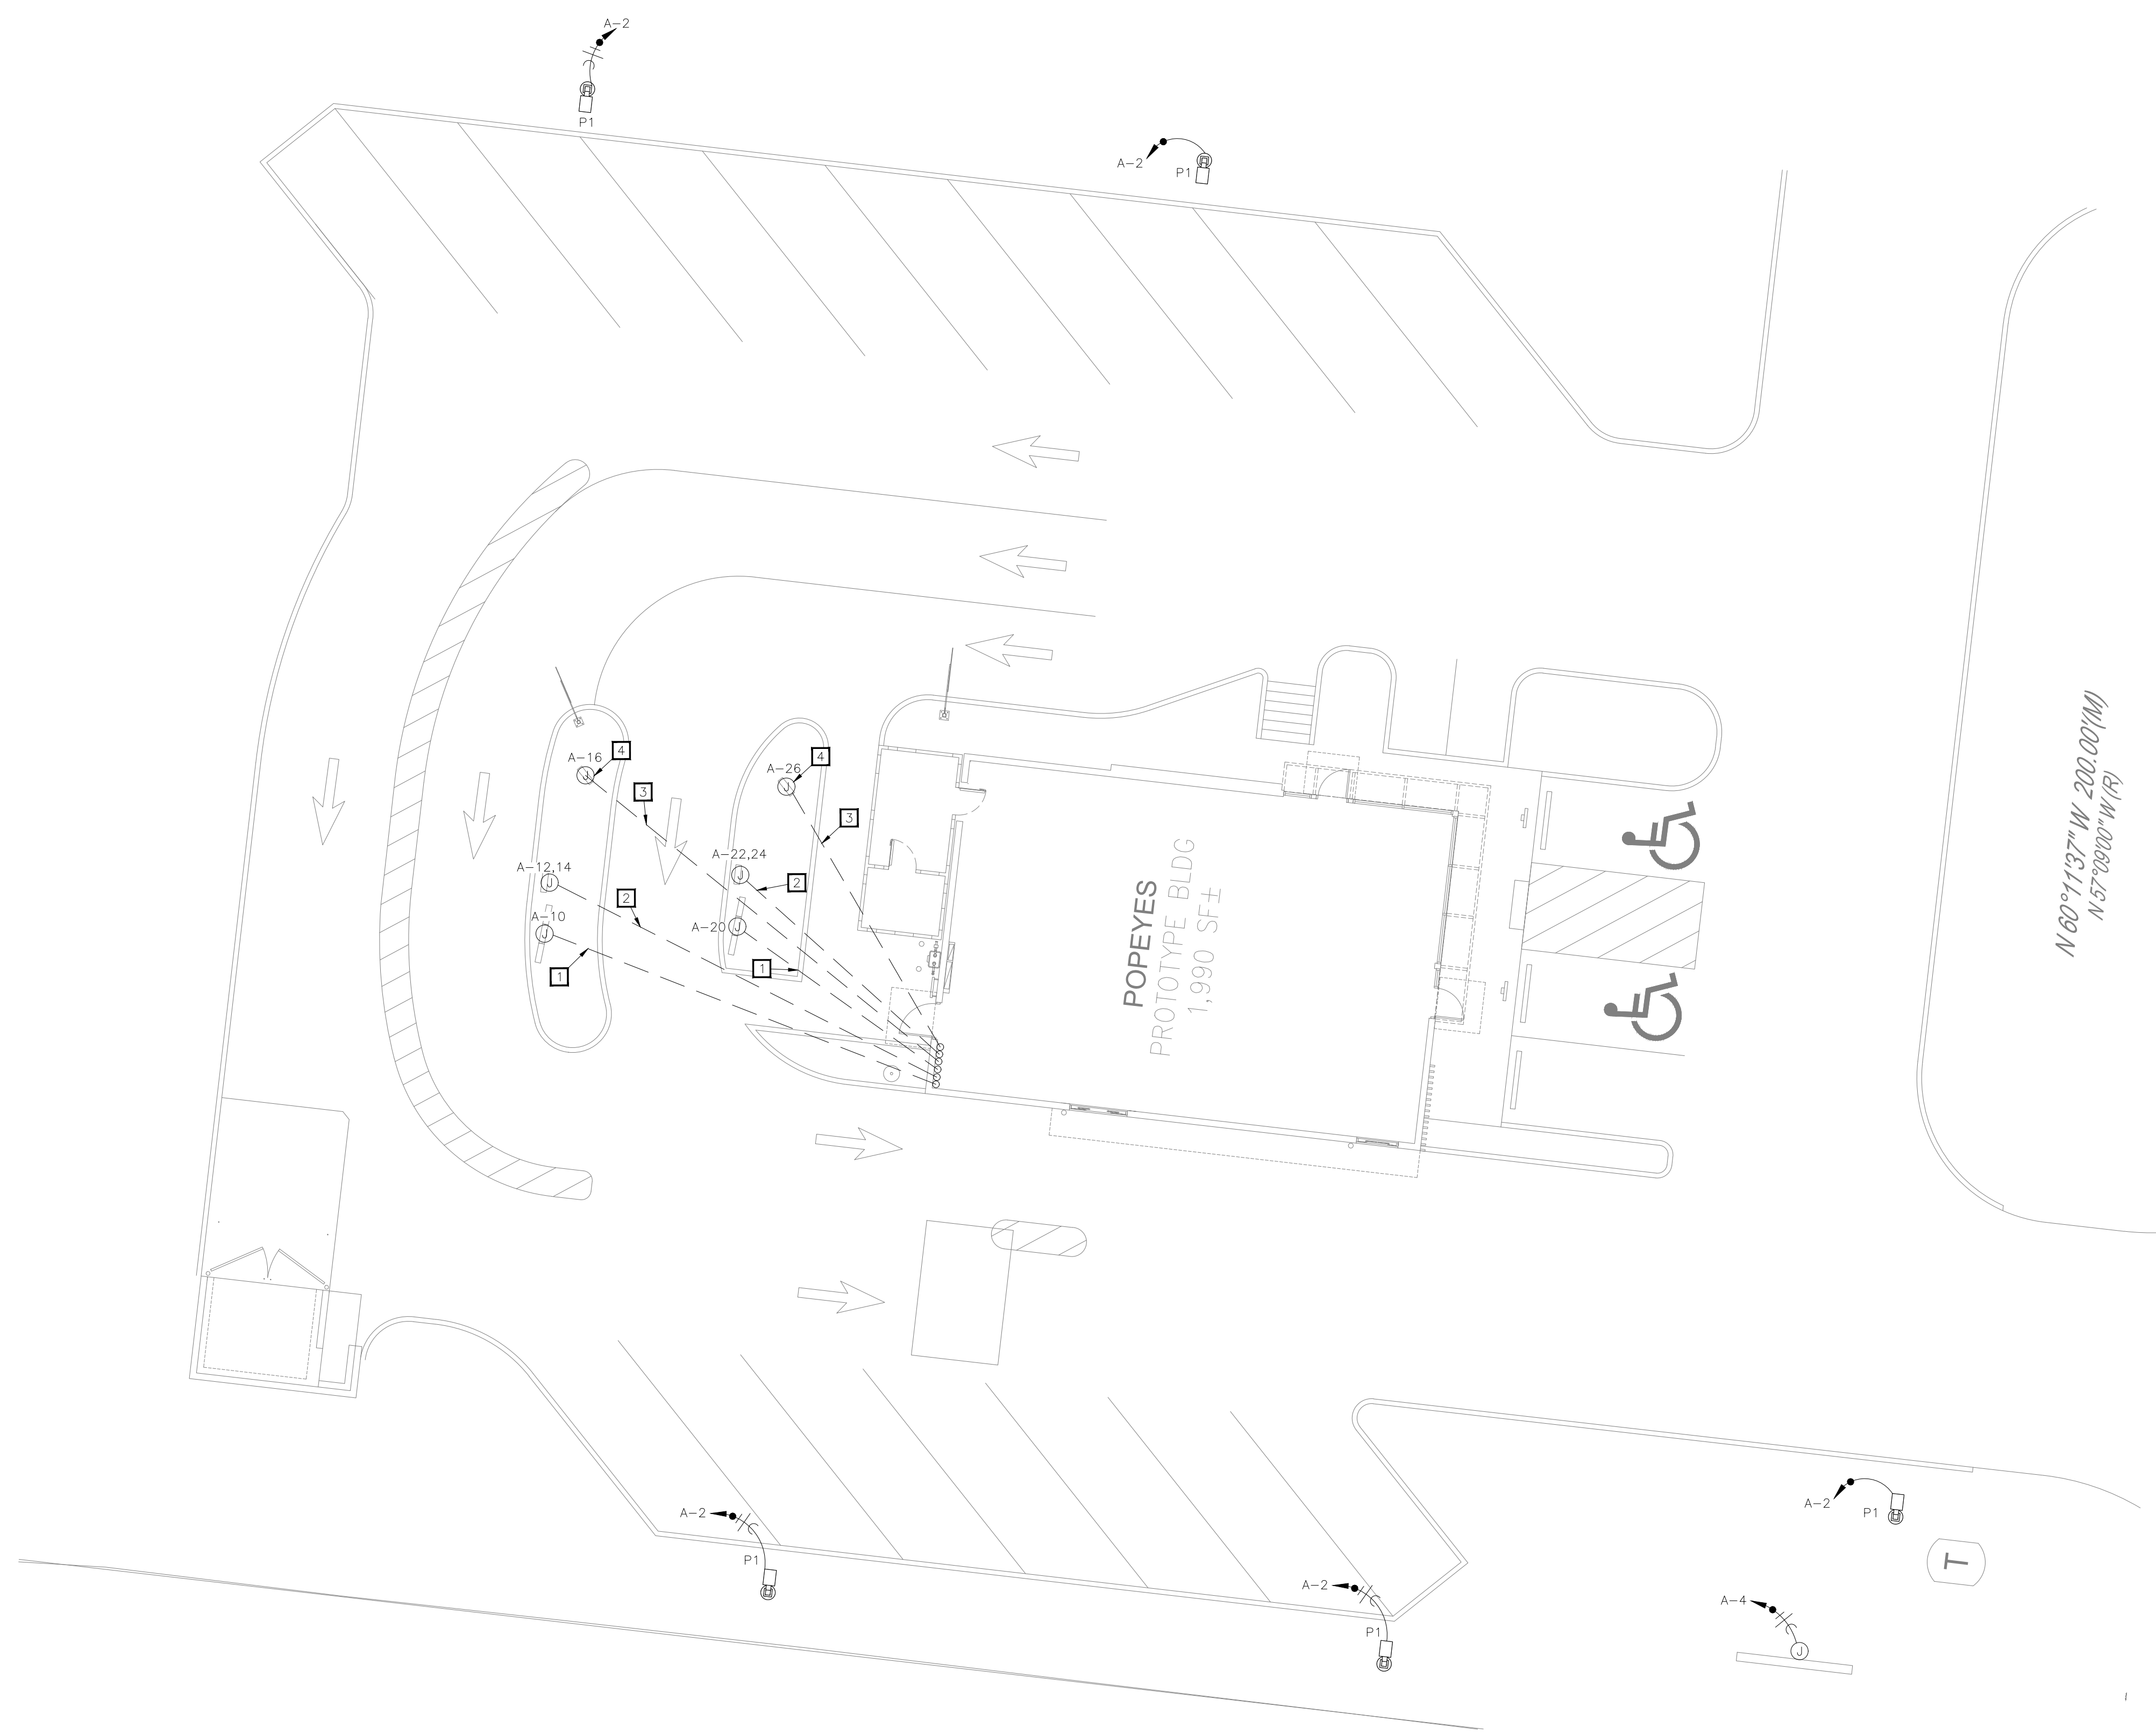 A-2
P1
A-2
P1
A-16
4
A-26
4
3
3
A-12,14
A-22,24
2
2
A-10
A-20
1
1
J
J
J
J
J
J
POPEYES
PROTOTYPE BLDG
1,990 SF±
N 60°11'37" W 200.00'(M)
N 57°09'00" W (R)
A-2
P1
A-2
P1
A-2
P1
T
A-4
J